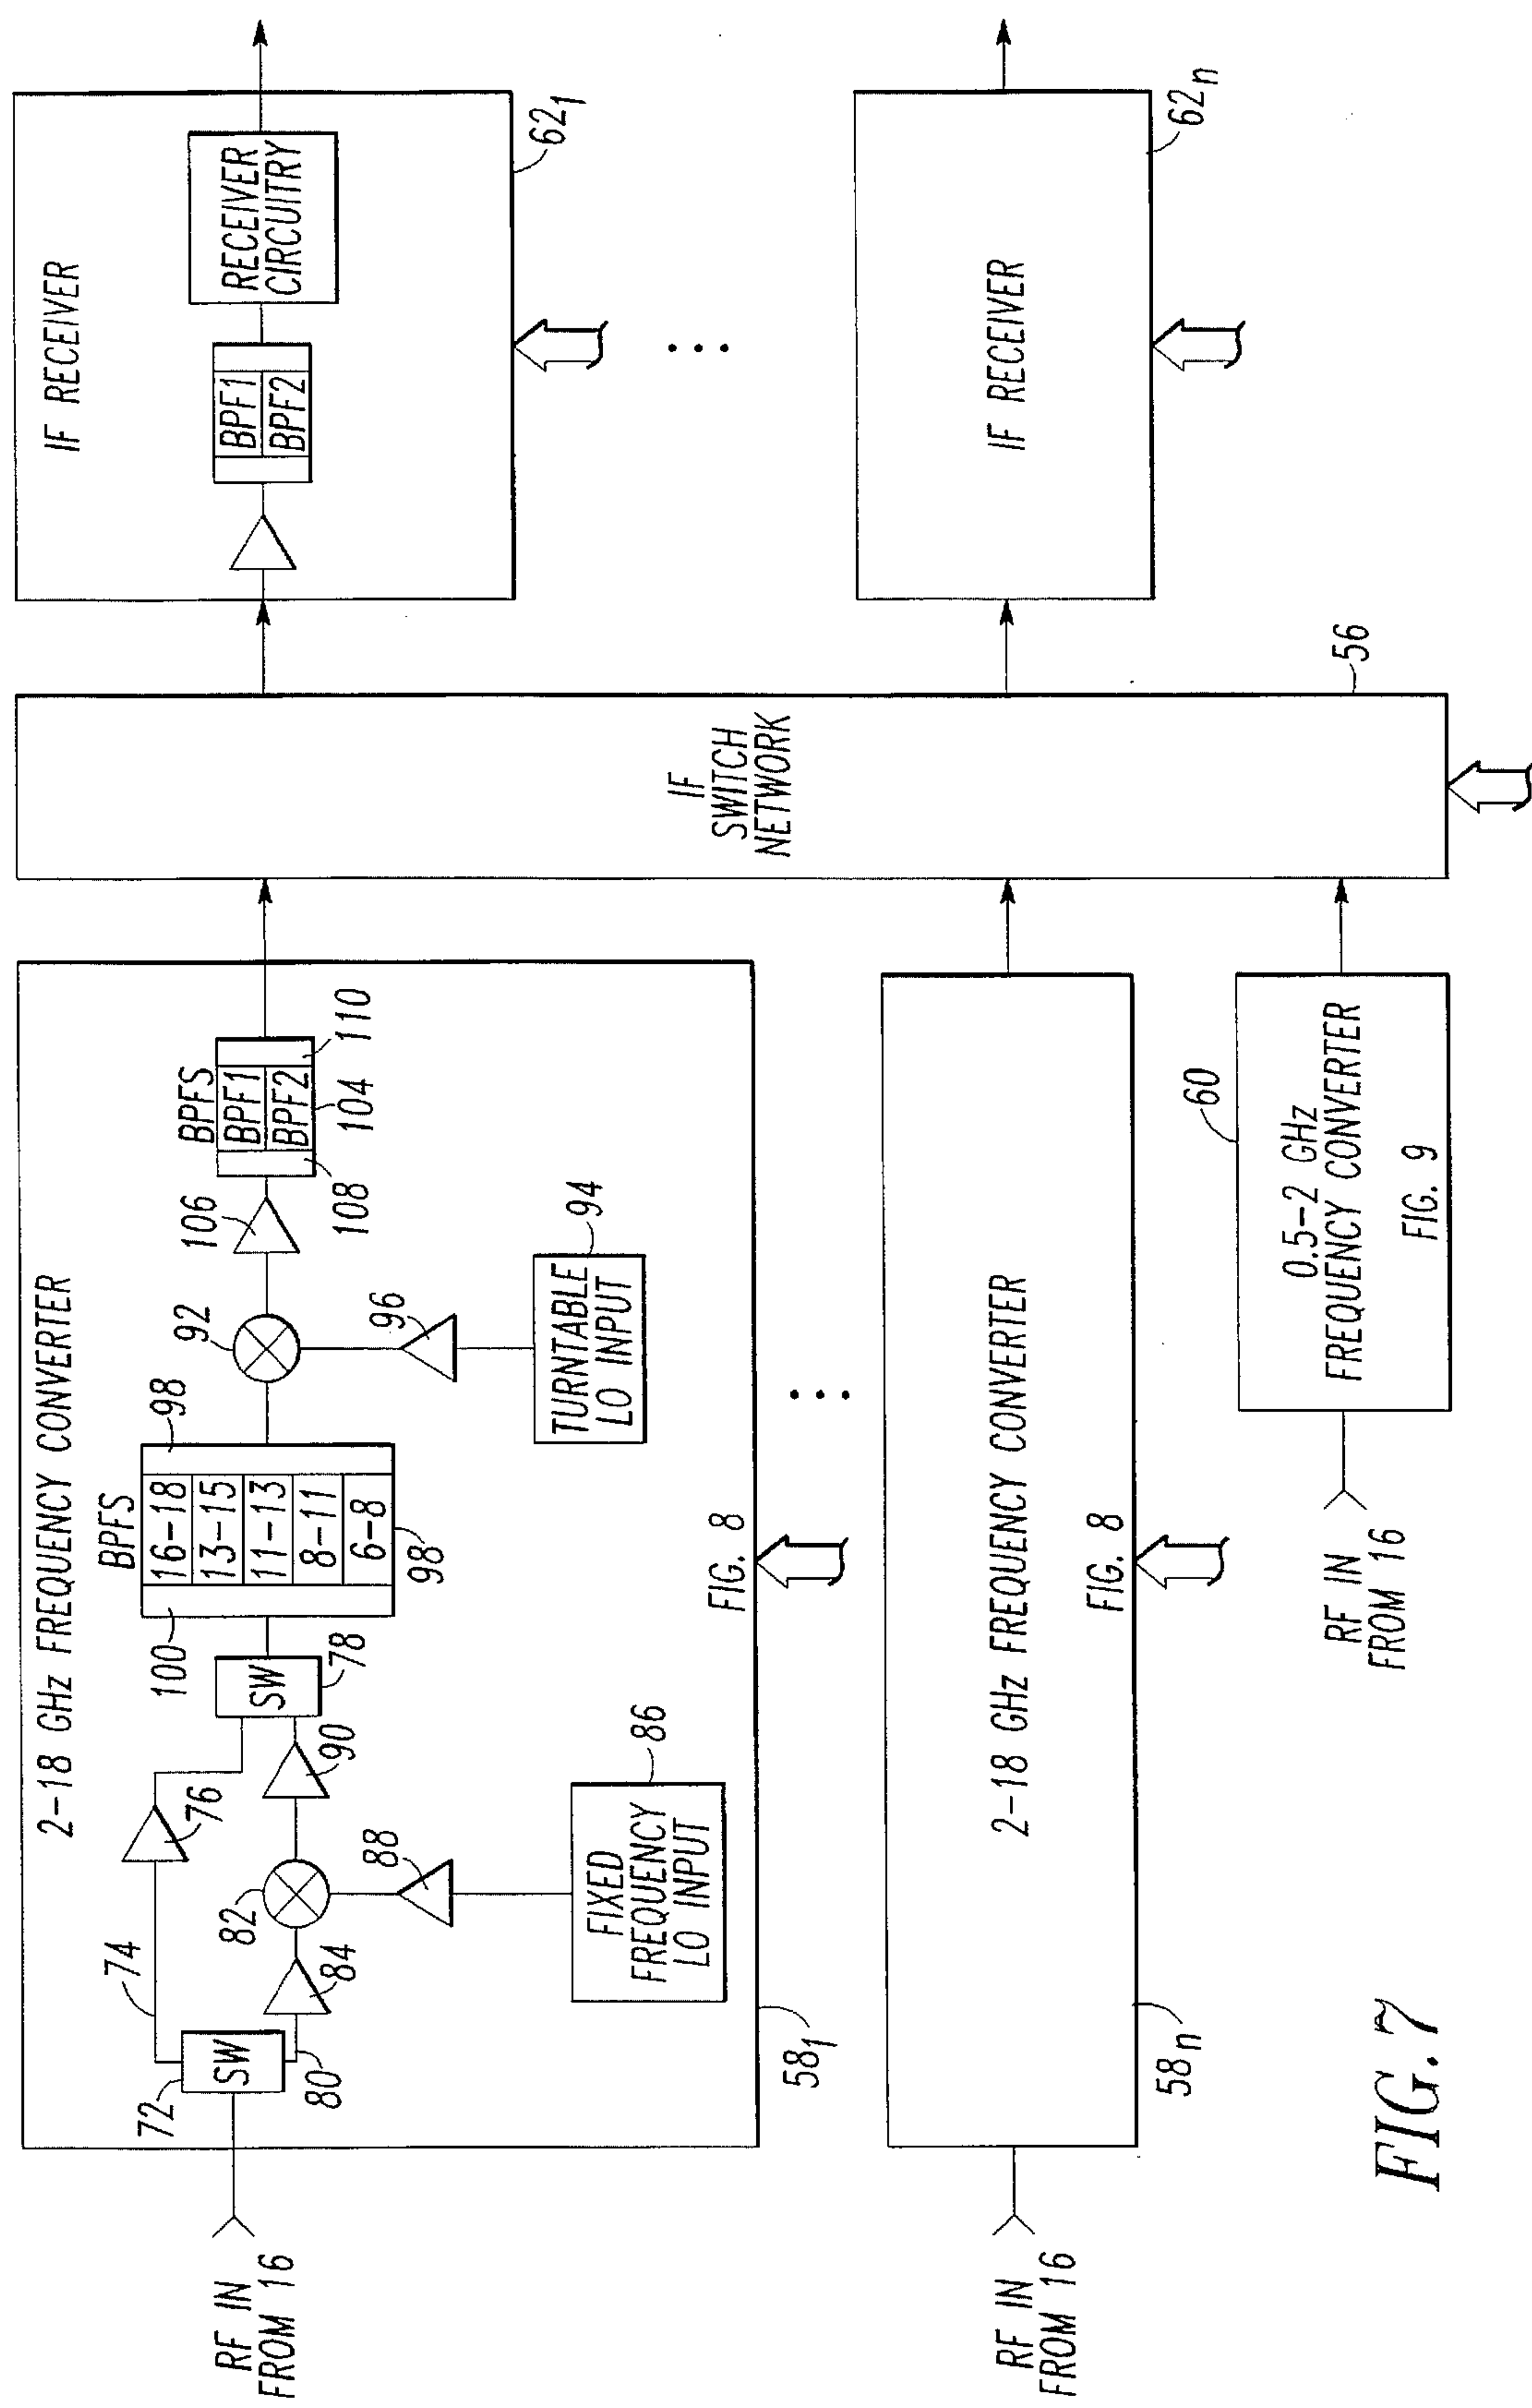 2-18 GHz FREQUENCY CONVERTER
RF IN
FROM 16
72
SW
74
76
80
84
82
88
FIXED
FREQUENCY
LO INPUT
86
90
SW
78
BPFS
100
98
16-18
13-15
11-13
8-11
6-8
98
92
96
TURNTABLE
LO INPUT
94
106
BPFS
BPF1
BPF2
108
104
110
FIG. 8
58₁
IF
SWITCH
NETWORK
56
IF RECEIVER
BPF1
BPF2
RECEIVER
CIRCUITRY
62₁
• • •
• • •
RF IN
FROM 16
2-18 GHz FREQUENCY CONVERTER
FIG. 8
58ₙ
IF RECEIVER
62ₙ
RF IN
FROM 16
60
0.5-2 GHz
FREQUENCY CONVERTER
FIG. 9
FIG. 7